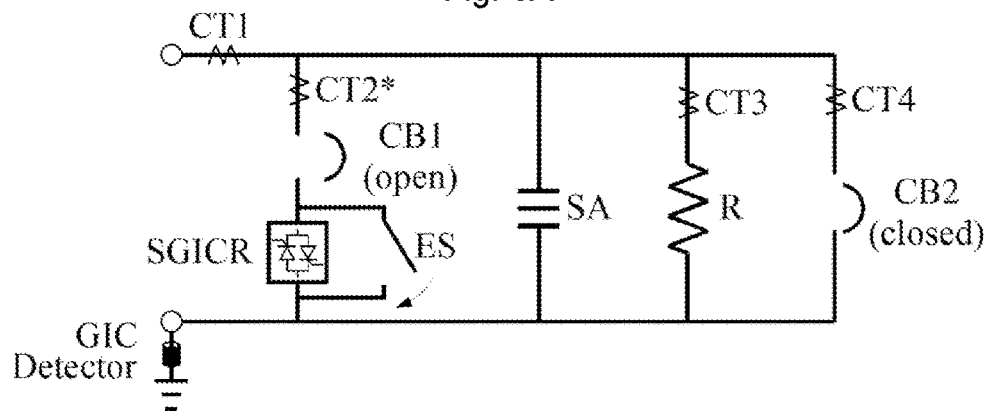 CT1
CT2*
CT3
CT4
CB1
(open)
CB2
(closed)
SA
R
SGICR
ES
GIC
Detector